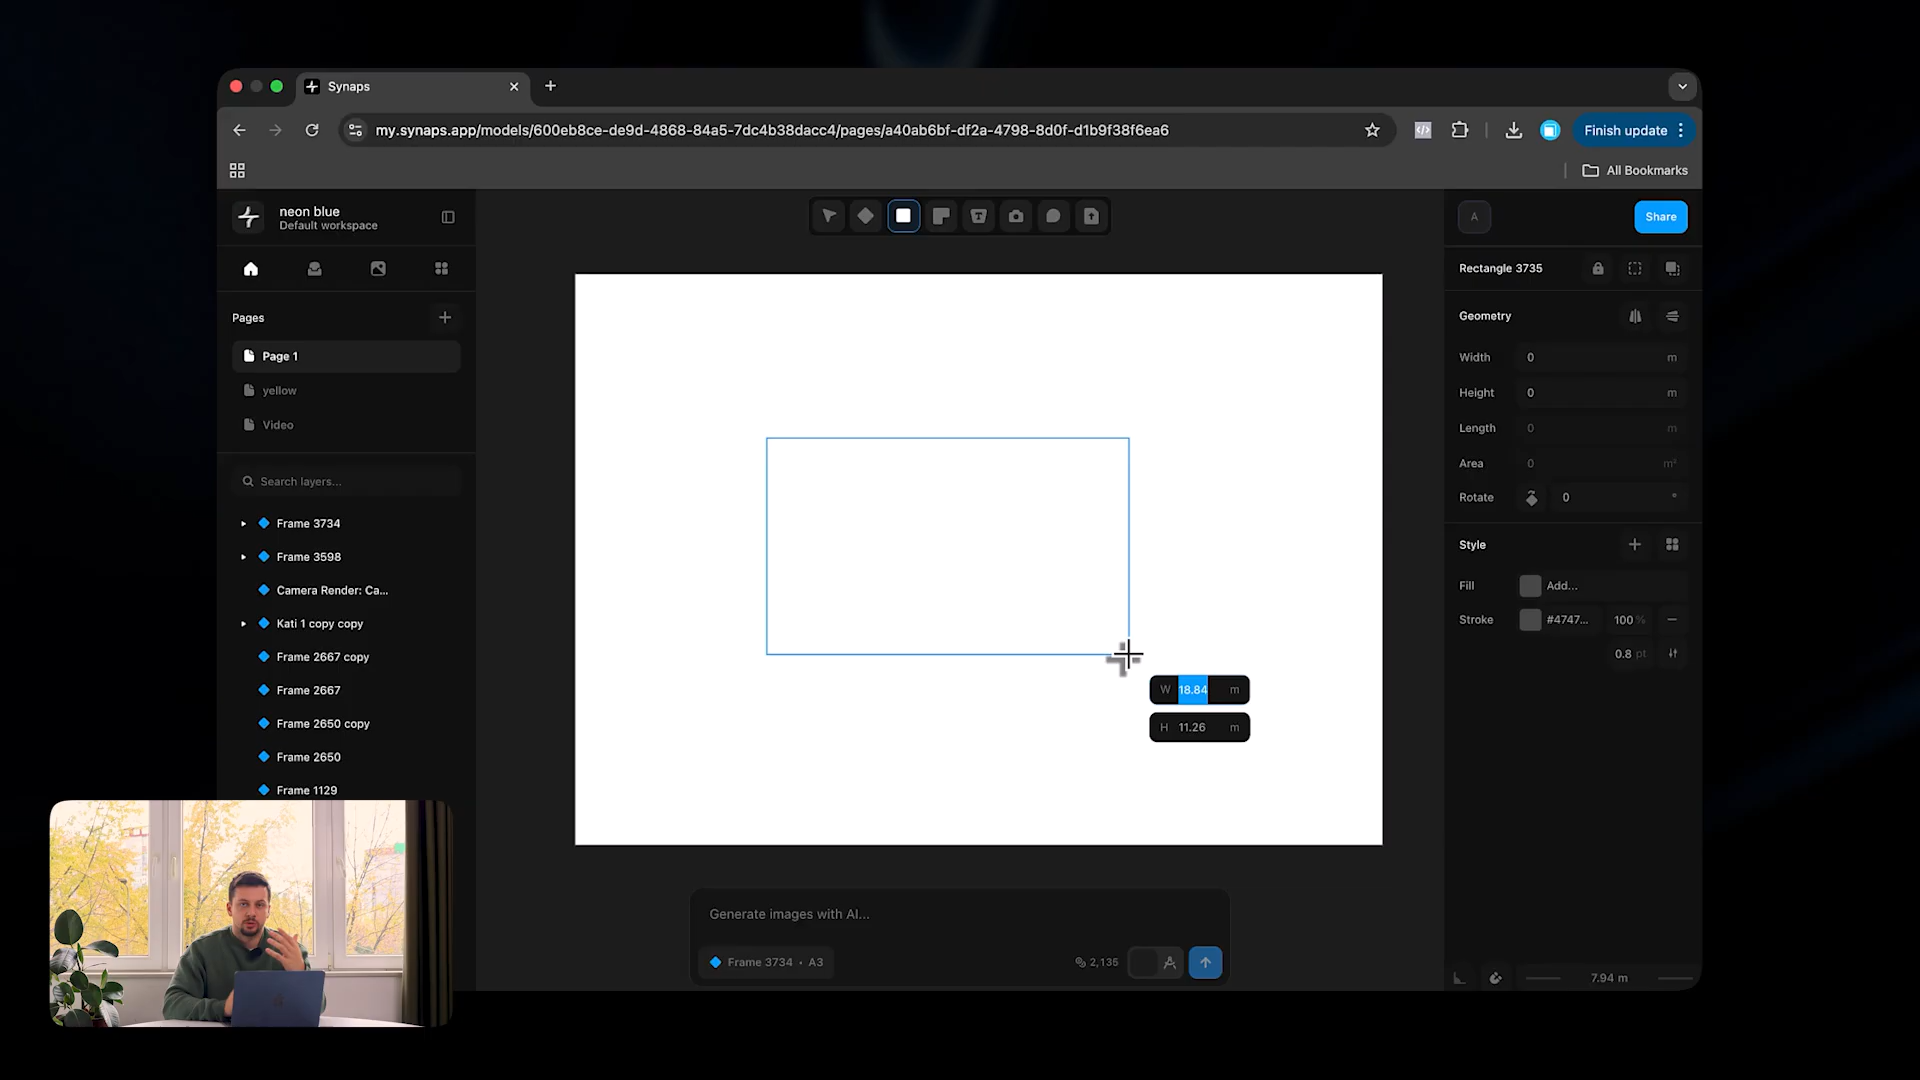 Synaps
my.synaps.app/models/600eb8ce-de9d-4868-84a5-7dc4b38dacc4/pages/a40ab6bf-df2a-4798-8d0f-d1b9f38f6ea6
Finish update
All Bookmarks
neon blue
Default workspace
A
Share
Pages
Page 1
yellow
Video
Search layers...
Frame 3734
Frame 3598
Camera Render: Ca...
Kati 1 copy copy
Frame 2667 copy
Frame 2667
Frame 2650 copy
Frame 2650
Frame 1129
W 18.84 m
H 11.26 m
Generate images with AI...
Frame 3734 • A3
2,135
Rectangle 3735
Geometry
Width 0 m
Height 0 m
Length 0 m
Area 0 m²
Rotate 0 °
Style
Fill Add...
Stroke #4747... 100 %
0.8 pt
7.94 m